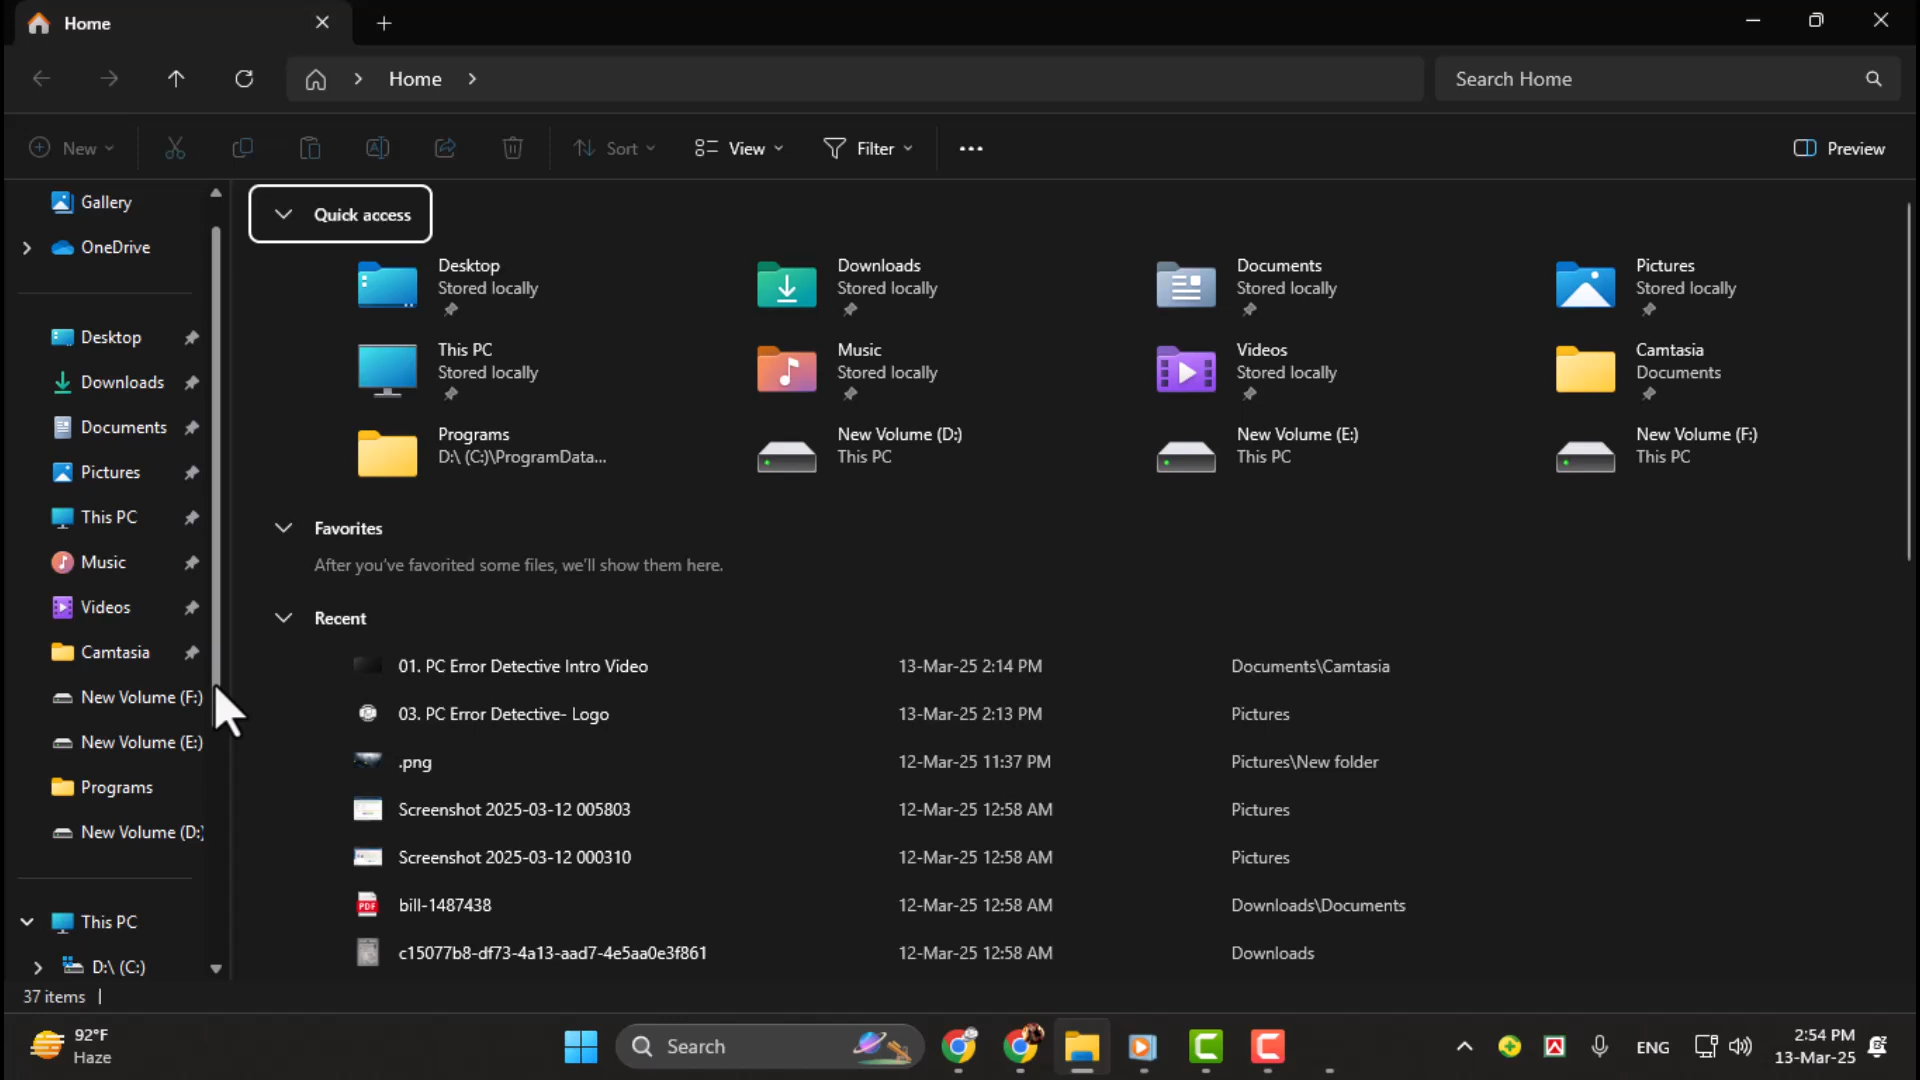 Home
Home
Search Home
New
Sort
View
Filter
Preview
Gallery
OneDrive
Desktop
Downloads
Documents
Pictures
This PC
Music
Videos
Camtasia
New Volume (F:)
New Volume (E:)
Programs
New Volume (D:)
This PC
D:\ (C:)
Quick access
Desktop
Stored locally
Downloads
Stored locally
Documents
Stored locally
Pictures
Stored locally
This PC
Stored locally
Music
Stored locally
Videos
Stored locally
Camtasia
Documents
Programs
D:\ (C:)\ProgramData...
New Volume (D:)
This PC
New Volume (E:)
This PC
New Volume (F:)
This PC
Favorites
After you've favorited some files, we'll show them here.
Recent
01. PC Error Detective Intro Video 13-Mar-25 2:14 PM Documents\Camtasia
03. PC Error Detective- Logo 13-Mar-25 2:13 PM Pictures
.png 12-Mar-25 11:37 PM Pictures\New folder
Screenshot 2025-03-12 005803 12-Mar-25 12:58 AM Pictures
Screenshot 2025-03-12 000310 12-Mar-25 12:58 AM Pictures
bill-1487438 12-Mar-25 12:58 AM Downloads\Documents
c15077b8-df73-4a13-aad7-4e5aa0e3f861 12-Mar-25 12:58 AM Downloads
37 items
92°F
Haze
Search
ENG
2:54 PM
13-Mar-25